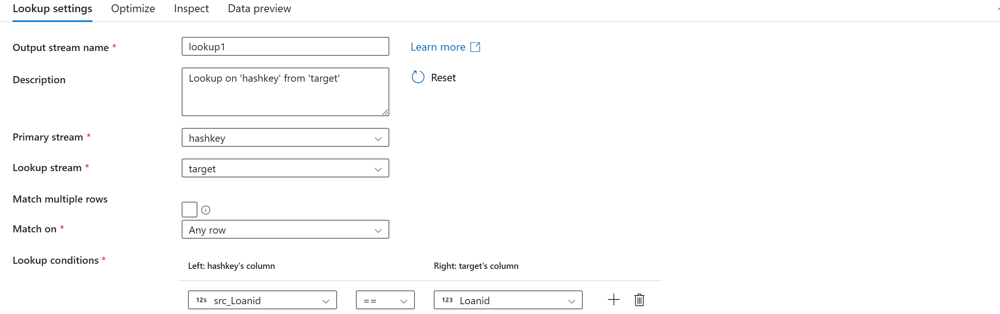 Lookup settings Optimize Inspect Data preview
Output stream name * lookup1 Learn more
Description Lookup on 'hashkey' from 'target' Reset
Primary stream * hashkey
Lookup stream * target
Match multiple rows
Match on * Any row
Lookup conditions * Left: hashkey's column Right: target's column
12s src_Loanid == 123 Loanid